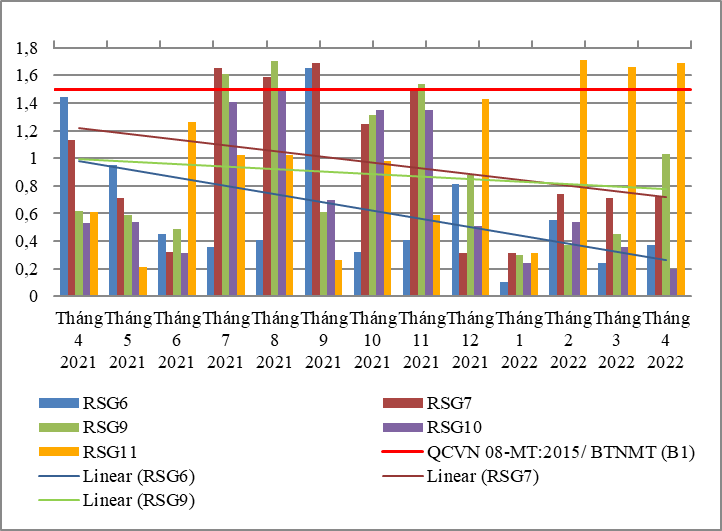 1,8
1,6
1,4
1,2
1
0,8
0,6
0,4
0,2
0
Tháng Tháng Tháng Tháng Tháng Tháng Tháng Tháng Tháng Tháng Tháng Tháng Tháng
4 5 6 7 8 9 10 11 12 1 2 3 4
2021 2021 2021 2021 2021 2021 2021 2021 2021 2022 2022 2022 2022
RSG6 RSG7
RSG9 RSG10
RSG11 QCVN 08-MT:2015/ BTNMT (B1)
Linear (RSG6) Linear (RSG7)
Linear (RSG9)